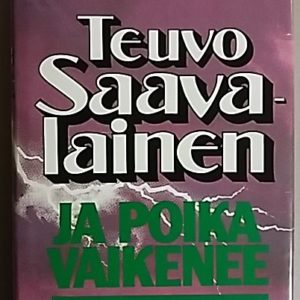 Teuvo
Saava-
lainen
JA POIKA
VAIKENEE